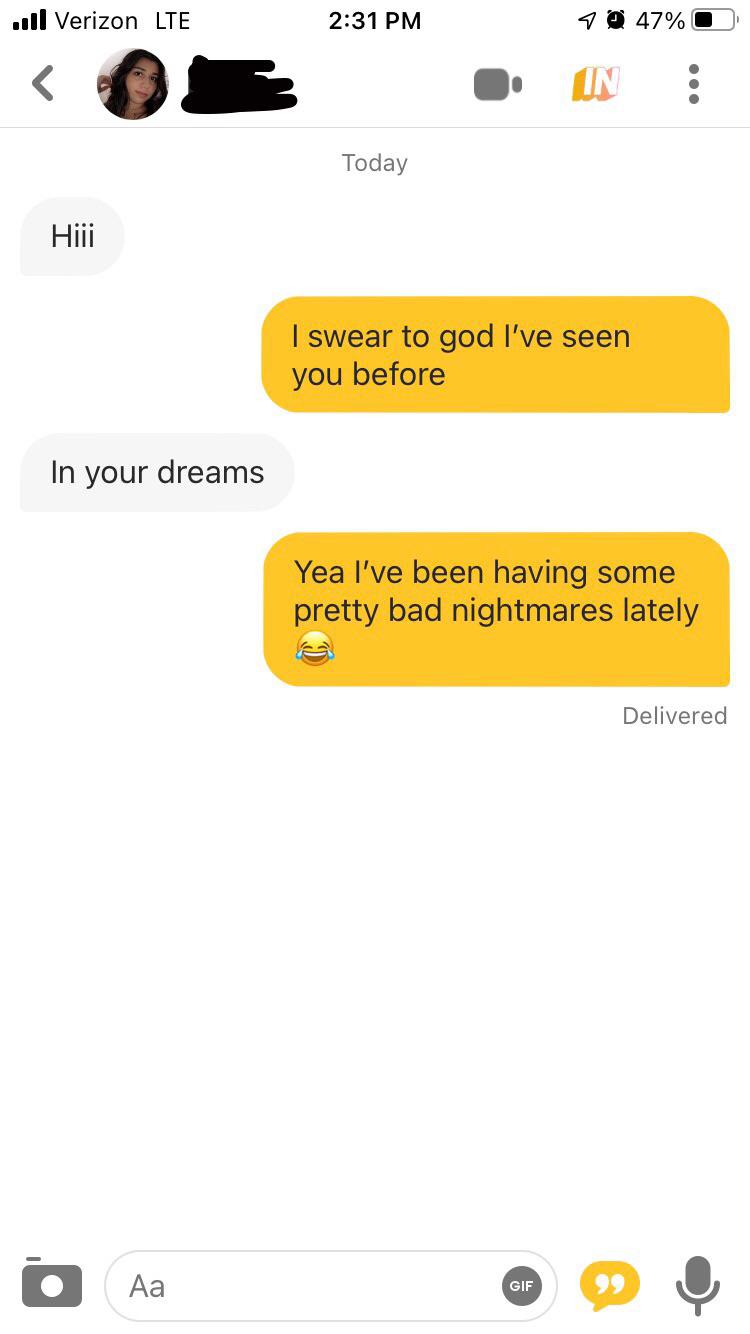 Verizon LTE 2:31 PM 47%
IN
Today
Hiii
I swear to god I’ve seen
you before
In your dreams
Yea I’ve been having some
pretty bad nightmares lately
😂
Delivered
Aa GIF